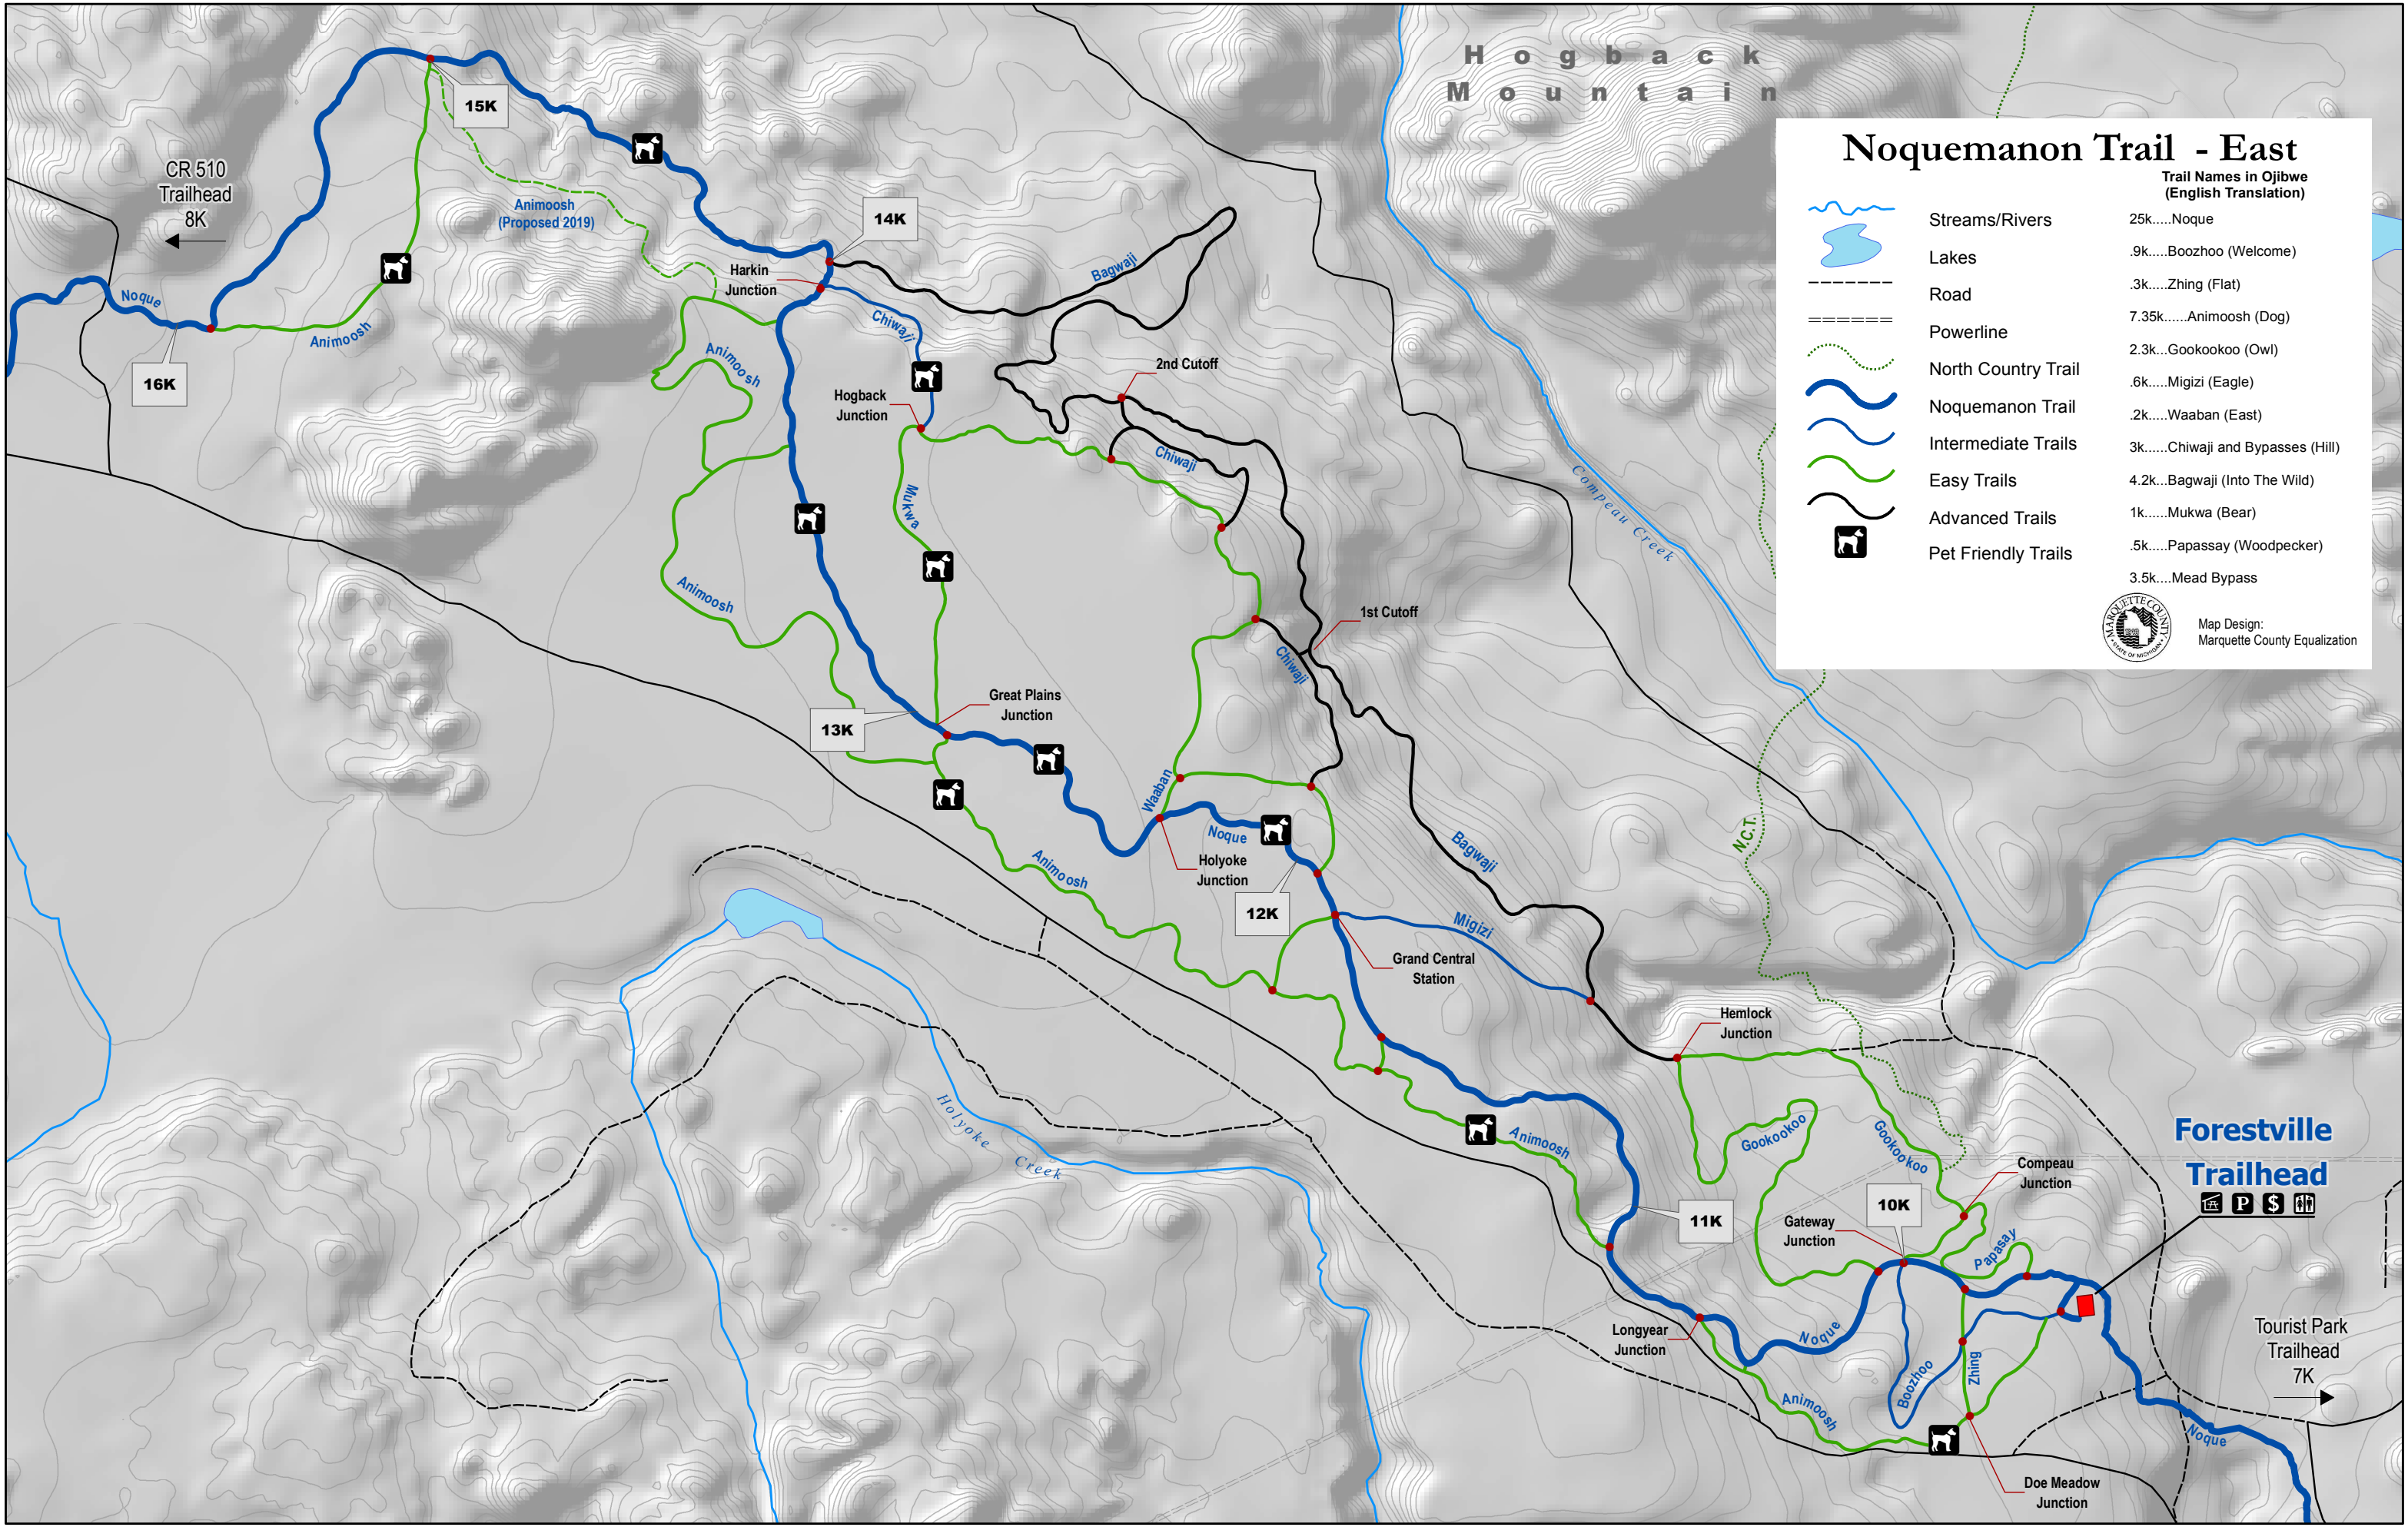 Hogback
Mountain
Noquemanon Trail - East
Trail Names in Ojibwe
(English Translation)
Streams/Rivers
Lakes
Road
Powerline
North Country Trail
Noquemanon Trail
Intermediate Trails
Easy Trails
Advanced Trails
Pet Friendly Trails
25k.....Noque
.9k.....Boozhoo (Welcome)
.3k.....Zhing (Flat)
7.35k......Animoosh (Dog)
2.3k...Gookookoo (Owl)
.6k.....Migizi (Eagle)
.2k.....Waaban (East)
3k......Chiwaji and Bypasses (Hill)
4.2k...Bagwaji (Into The Wild)
1k......Mukwa (Bear)
.5k.....Papassay (Woodpecker)
3.5k....Mead Bypass
MARQUETTE COUNTY
STATE OF MICHIGAN
Map Design:
Marquette County Equalization
15K
CR 510
Trailhead
8K
Animoosh
(Proposed 2019)
14K
Harkin
Junction
Bagwaji
Noque
Animoosh
16K
Chiwaji
Animoosh
Hogback
Junction
2nd Cutoff
Chiwaji
Mukwa
Compeau Creek
Animoosh
1st Cutoff
Chiwaji
Great Plains
Junction
13K
Waaban
Noque
Holyoke
Junction
Animoosh
12K
Bagwaji
N.C.T.
Migizi
Grand Central
Station
Hemlock
Junction
Holyoke
Creek
Animoosh
Gookookoo
Gookookoo
Forestville
Trailhead
P
$
Compeau
Junction
10K
11K
Gateway
Junction
Papasay
Longyear
Junction
Noque
Boozhoo
Zhing
Animoosh
Tourist Park
Trailhead
7K
Noque
Doe Meadow
Junction